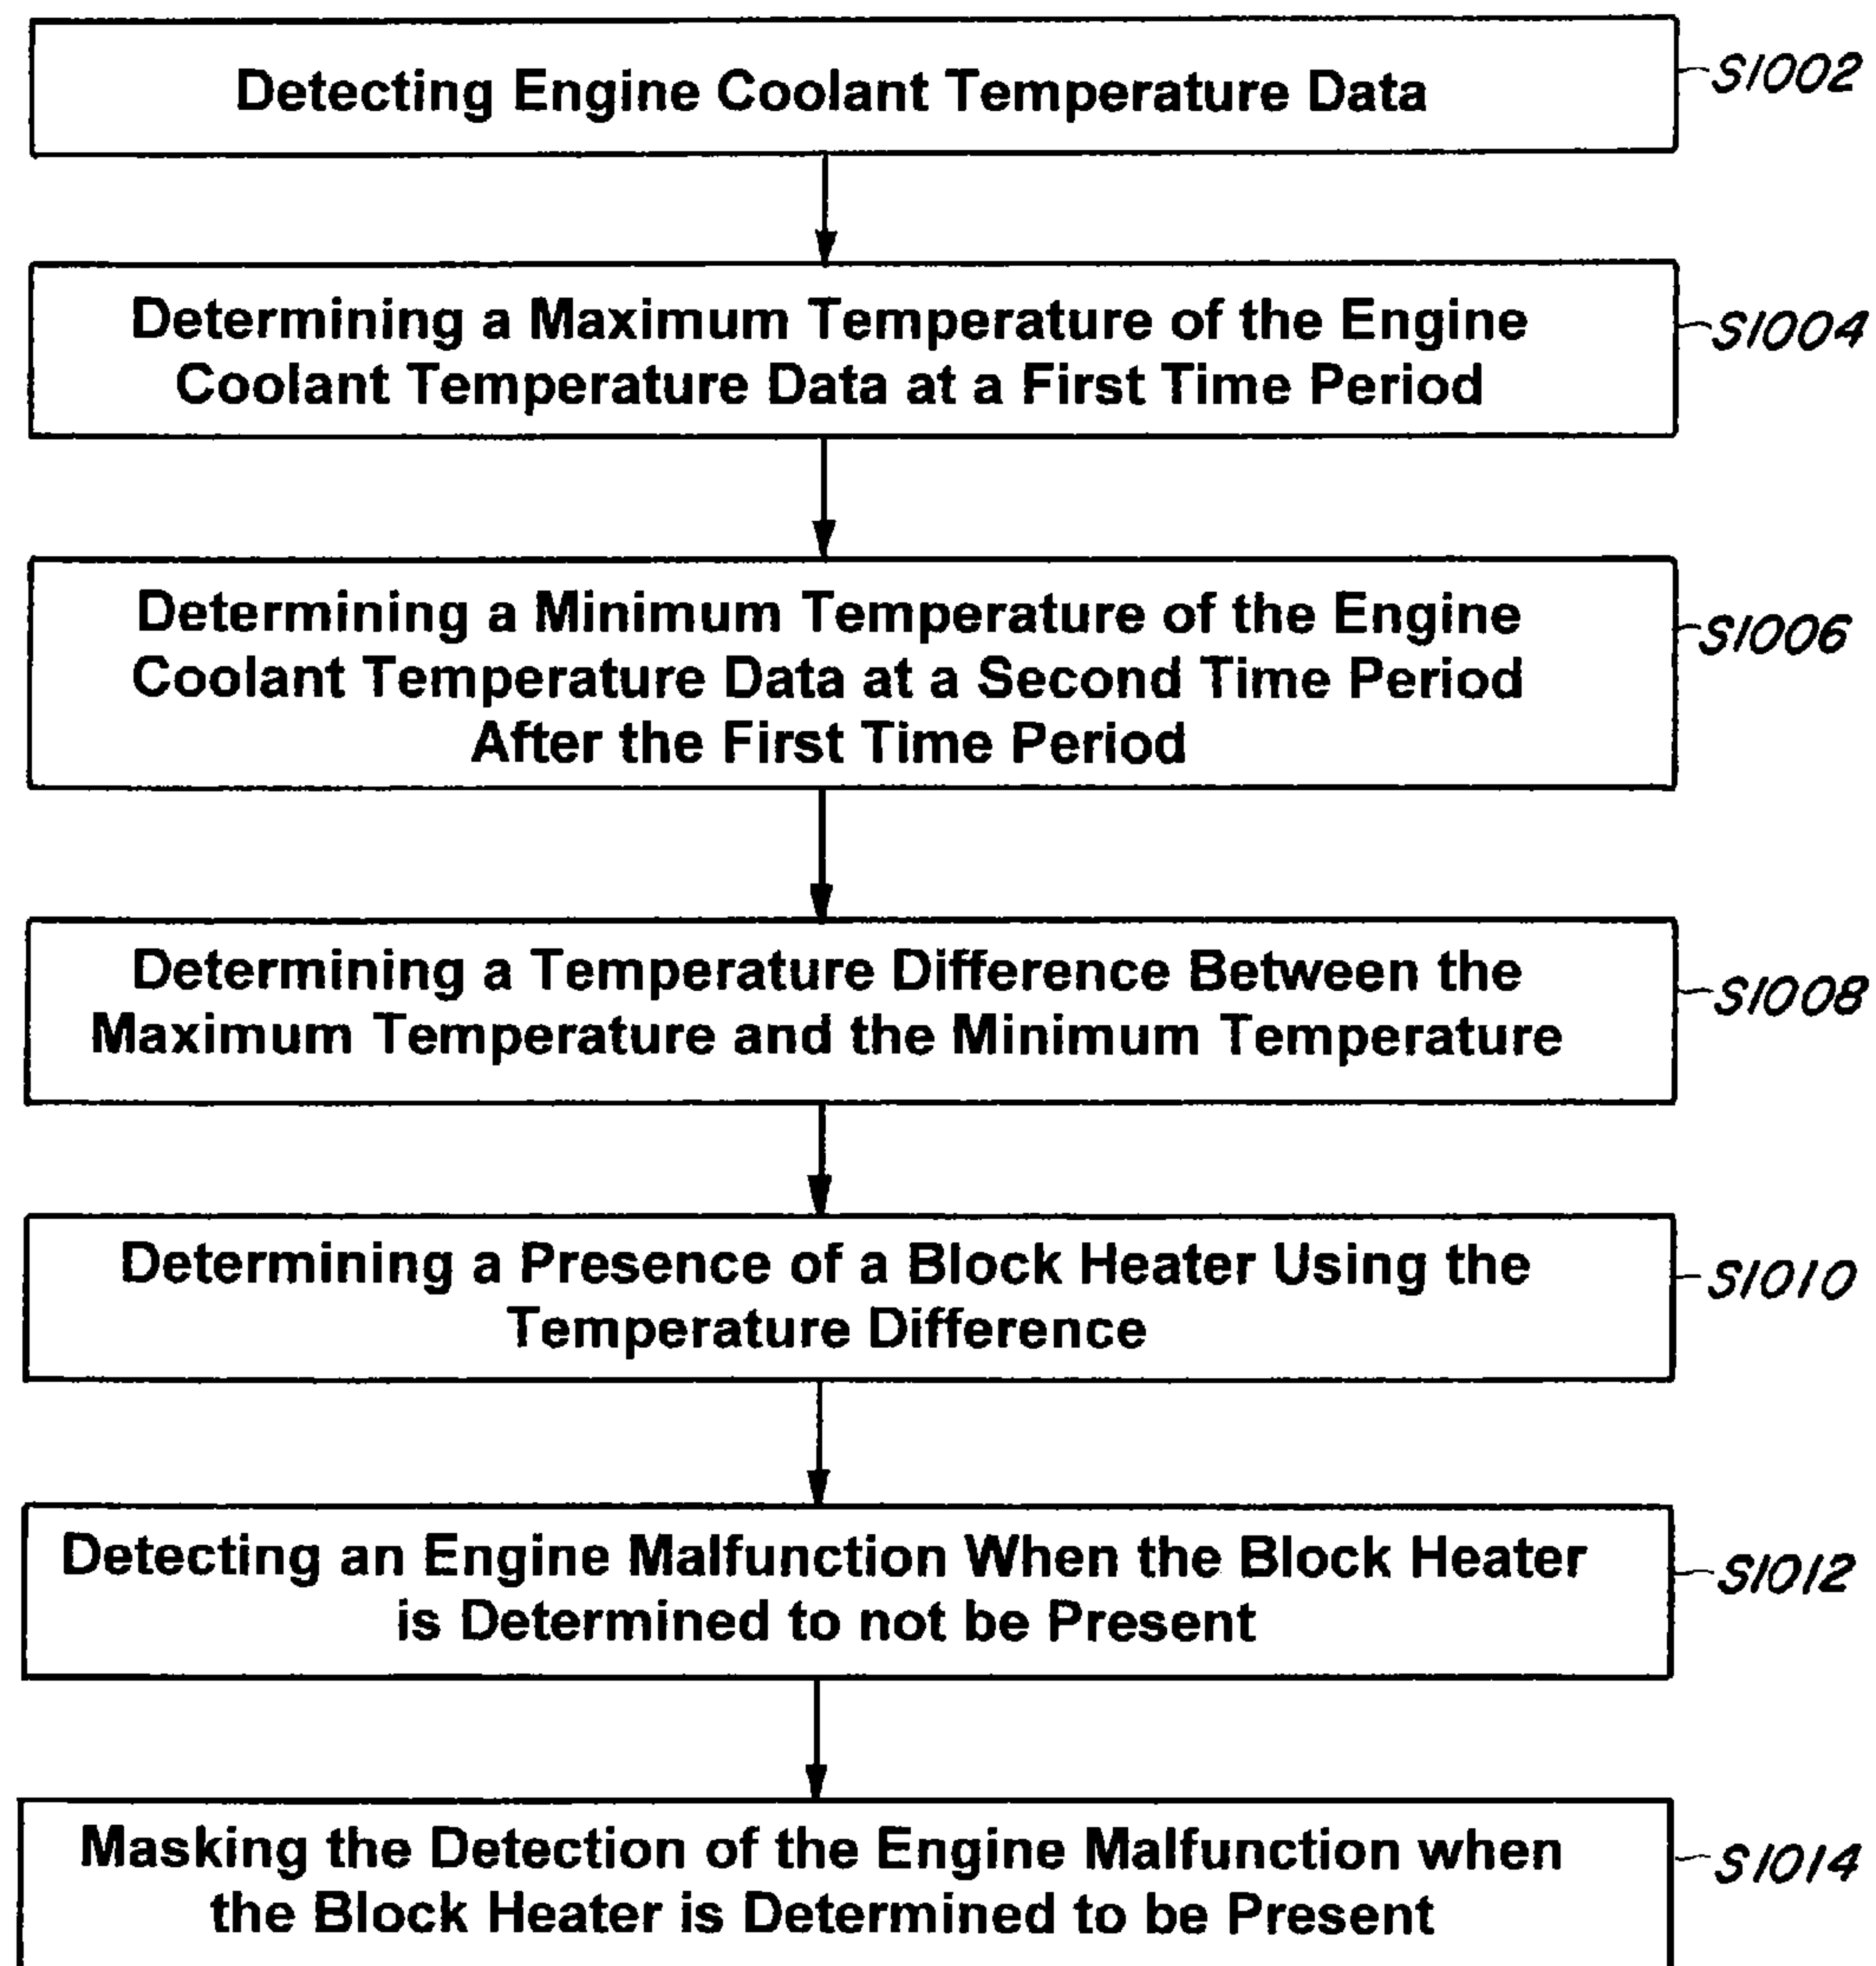 Detecting Engine Coolant Temperature Data
S1002
Determining a Maximum Temperature of the Engine
Coolant Temperature Data at a First Time Period
S1004
Determining a Minimum Temperature of the Engine
Coolant Temperature Data at a Second Time Period
After the First Time Period
S1006
Determining a Temperature Difference Between the
Maximum Temperature and the Minimum Temperature
S1008
Determining a Presence of a Block Heater Using the
Temperature Difference
S1010
Detecting an Engine Malfunction When the Block Heater
is Determined to not be Present
S1012
Masking the Detection of the Engine Malfunction when
the Block Heater is Determined to be Present
S1014